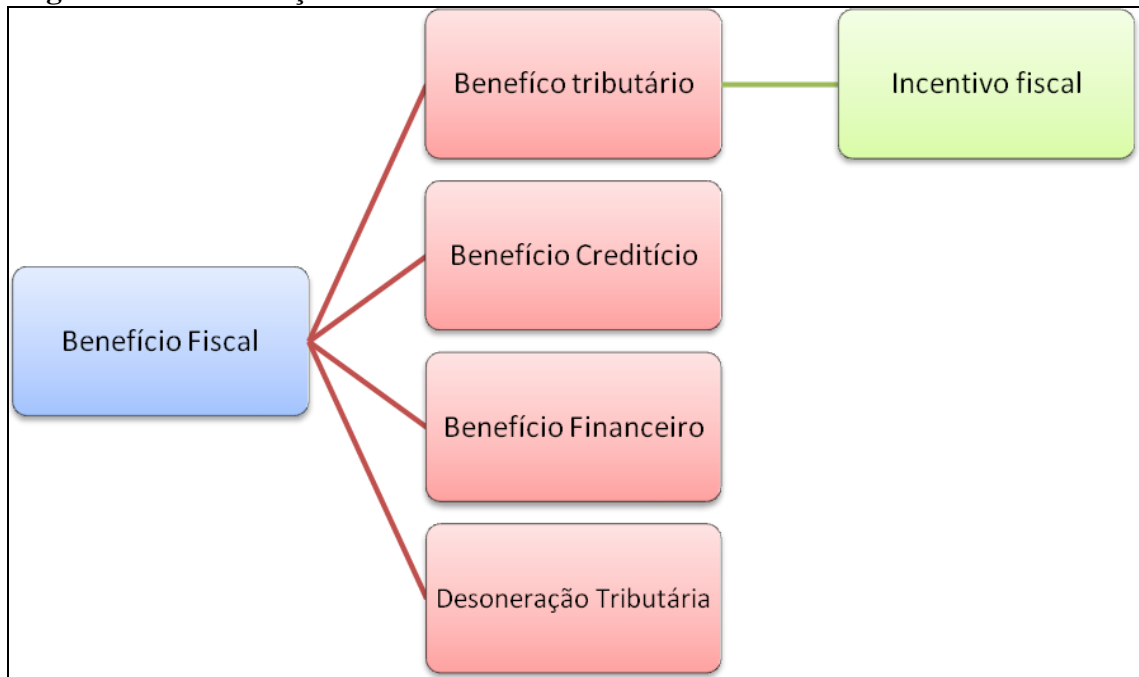 Benefíco tributário
Incentivo fiscal
Benefício Creditício
Benefício Fiscal
Benefício Financeiro
Desoneração Tributária